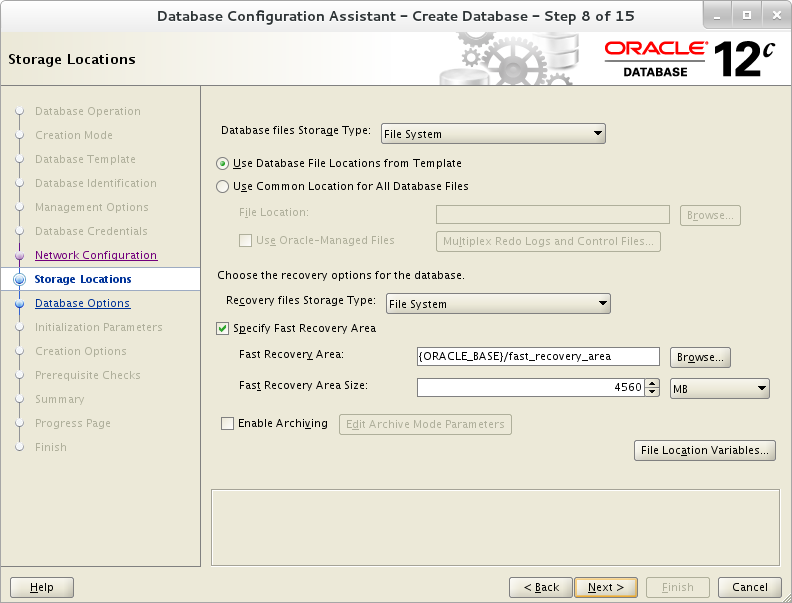 Database Configuration Assistant – Create Database – Step 8 of 15
Storage Locations
ORACLE®
DATABASE
12c
Database Operation
Creation Mode
Database Template
Database Identification
Management Options
Database Credentials
Network Configuration
Storage Locations
Database Options
Initialization Parameters
Creation Options
Prerequisite Checks
Summary
Progress Page
Finish
Database files Storage Type: File System
Use Database File Locations from Template
Use Common Location for All Database Files
File Location: Browse...
Use Oracle-Managed Files Multiplex Redo Logs and Control Files...
Choose the recovery options for the database.
Recovery files Storage Type: File System
Specify Fast Recovery Area
Fast Recovery Area: {ORACLE_BASE}/fast_recovery_area Browse...
Fast Recovery Area Size: 4560 MB
Enable Archiving Edit Archive Mode Parameters
File Location Variables...
Help < Back Next > Finish Cancel